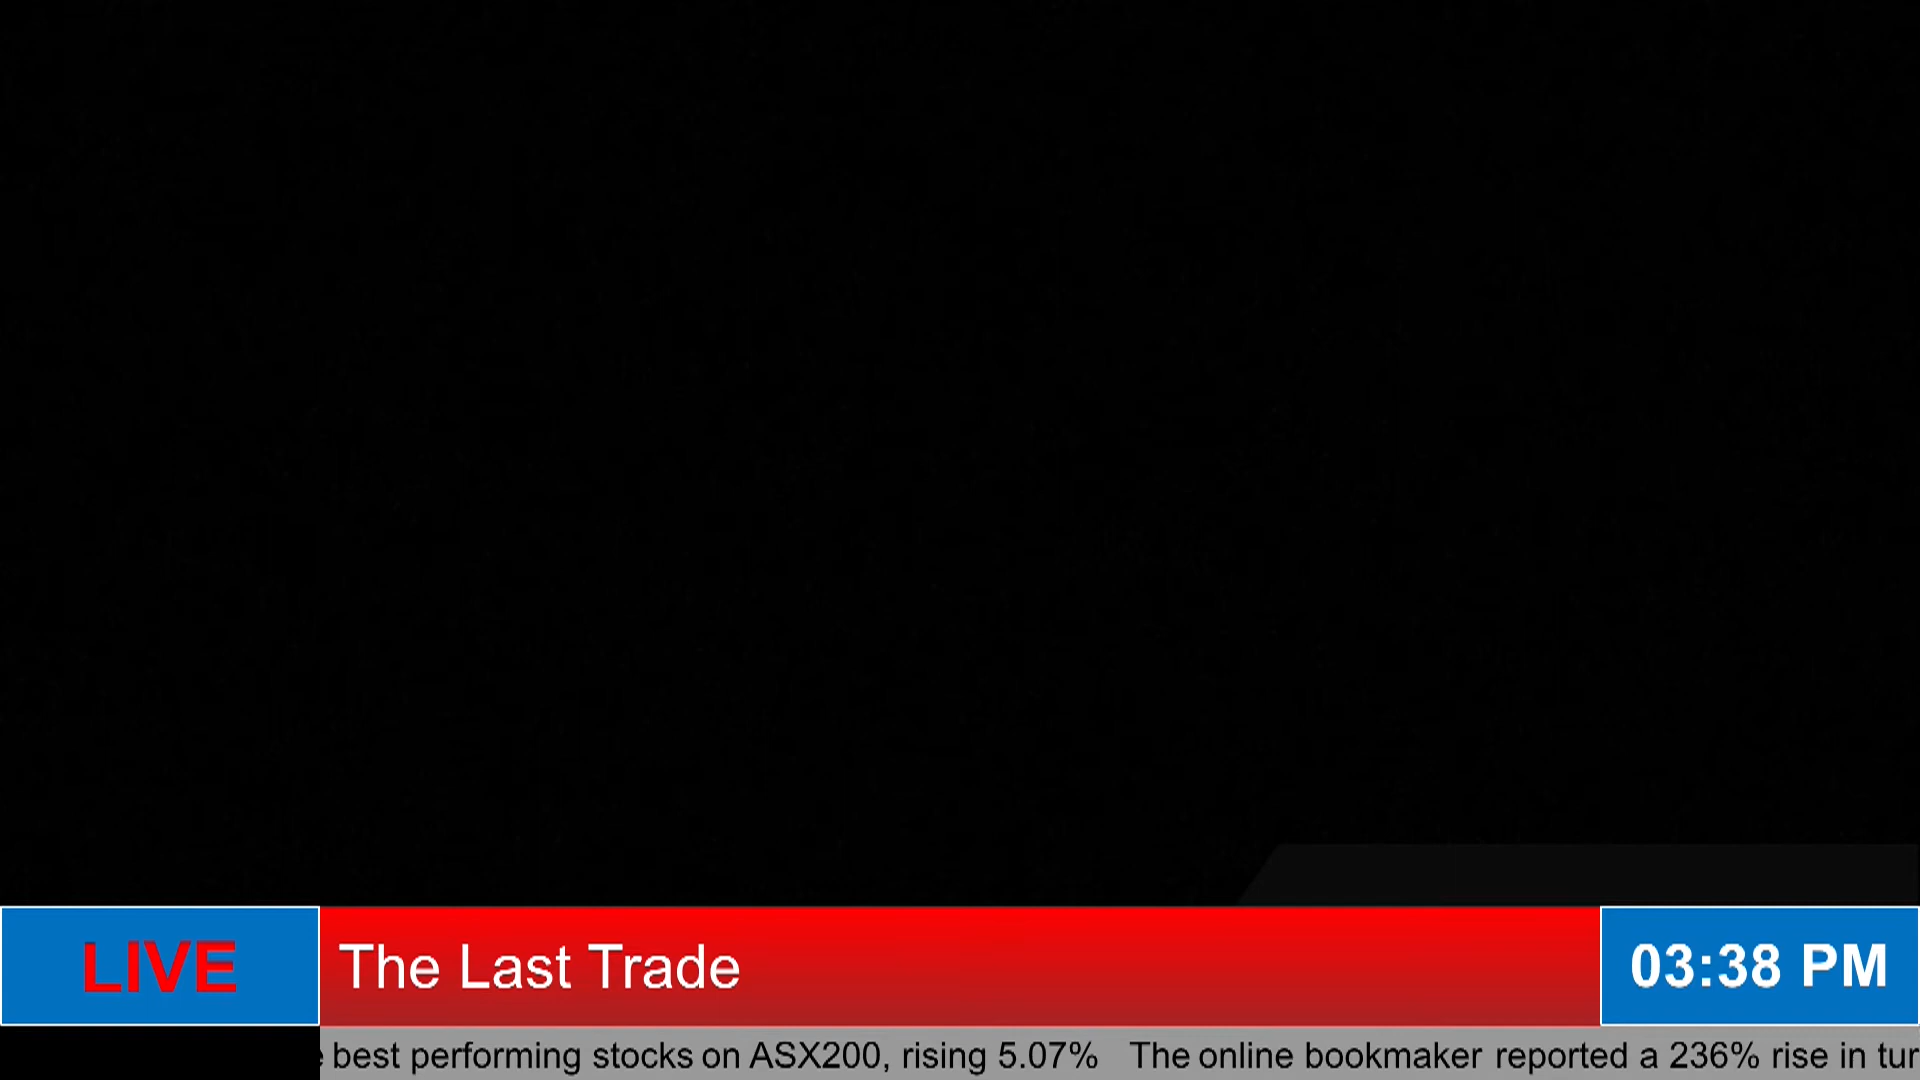 LIVE
The Last Trade
03:38 PM
best performing stocks on ASX200, rising 5.07% The online bookmaker reported a 236% rise in tur